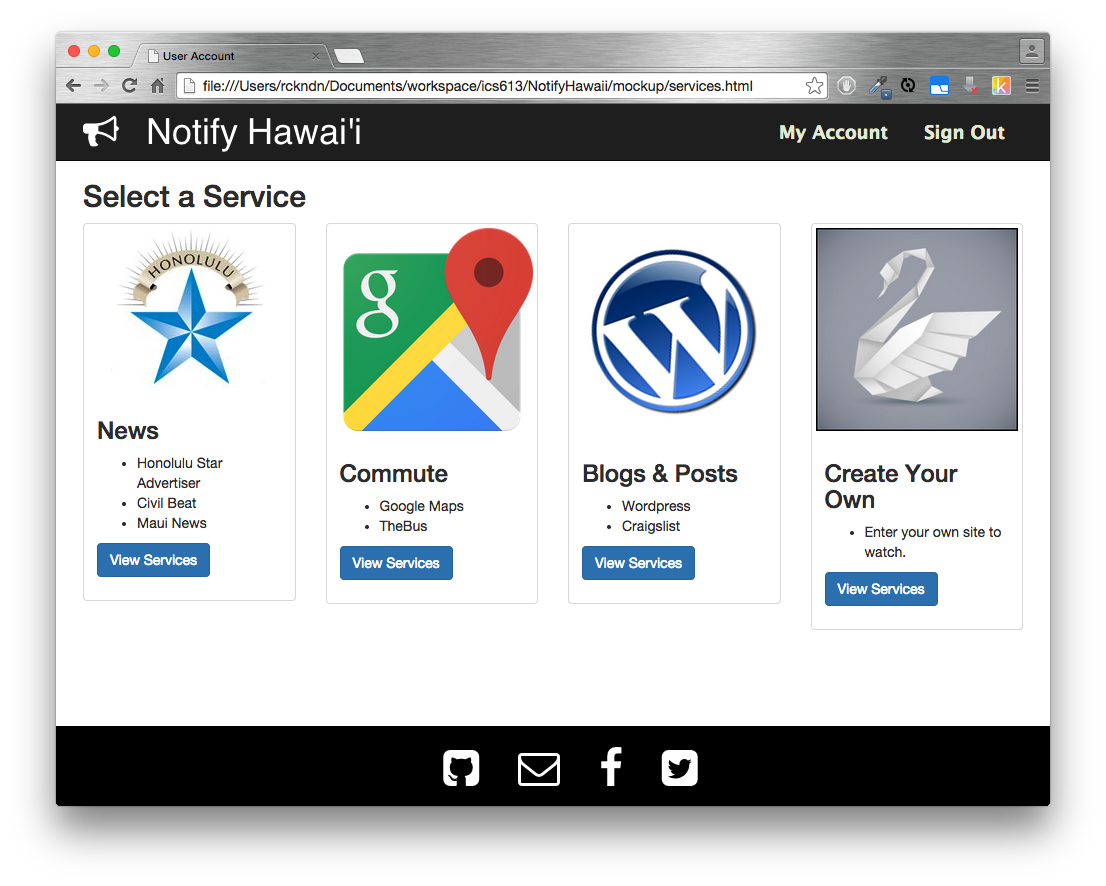 User Account
file:///Users/rckndn/Documents/workspace/ics613/NotifyHawaii/mockup/services.html
Notify Hawai'i
My Account
Sign Out
Select a Service
HONOLULU
News
Honolulu Star
Advertiser
Civil Beat
Maui News
View Services
g
Commute
Google Maps
TheBus
View Services
W
Blogs & Posts
Wordpress
Craigslist
View Services
Create Your
Own
Enter your own site to
watch.
View Services